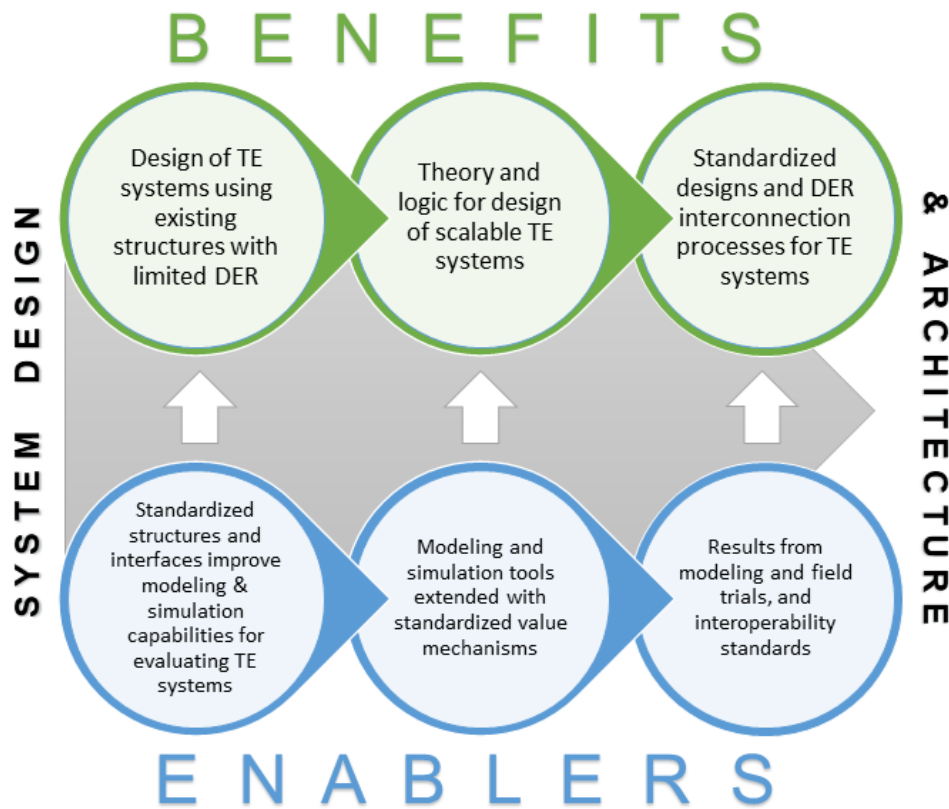 BENEFITS
SYSTEM DESIGN
Design of TE
systems using
existing
structures with
limited DER
Theory and
logic for design
of scalable TE
systems
Standardized
designs and DER
interconnection
processes for TE
systems
& ARCHITECTURE
Standardized
structures and
interfaces improve
modeling &
simulation
capabilities for
evaluating TE
systems
Modeling and
simulation tools
extended with
standardized value
mechanisms
Results from
modeling and field
trials, and
interoperability
standards
ENABLERS